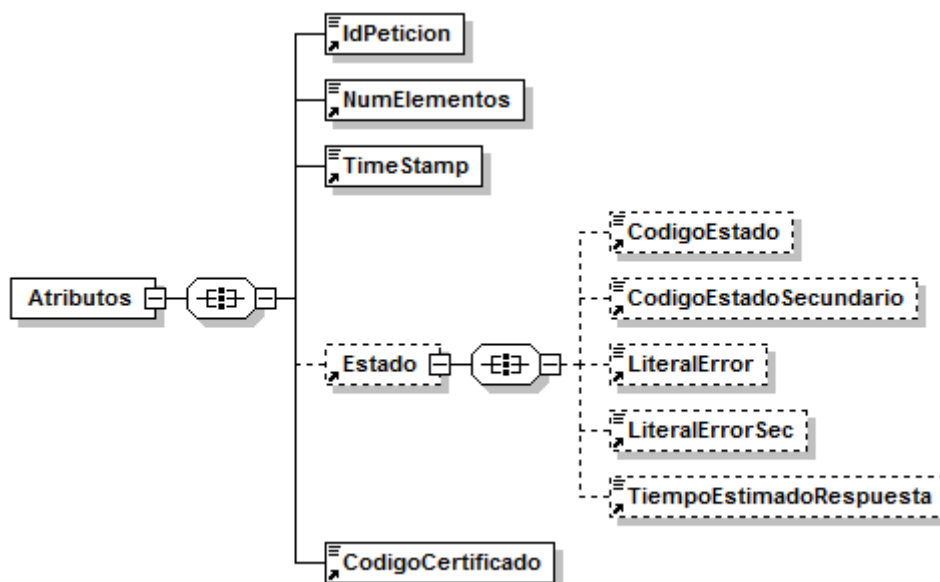 IdPeticion
NumElementos
TimeStamp
CodigoEstado
Atributos
CodigoEstadoSecundario
Estado
LiteralError
LiteralErrorSec
TiempoEstimadoRespuesta
CodigoCertificado